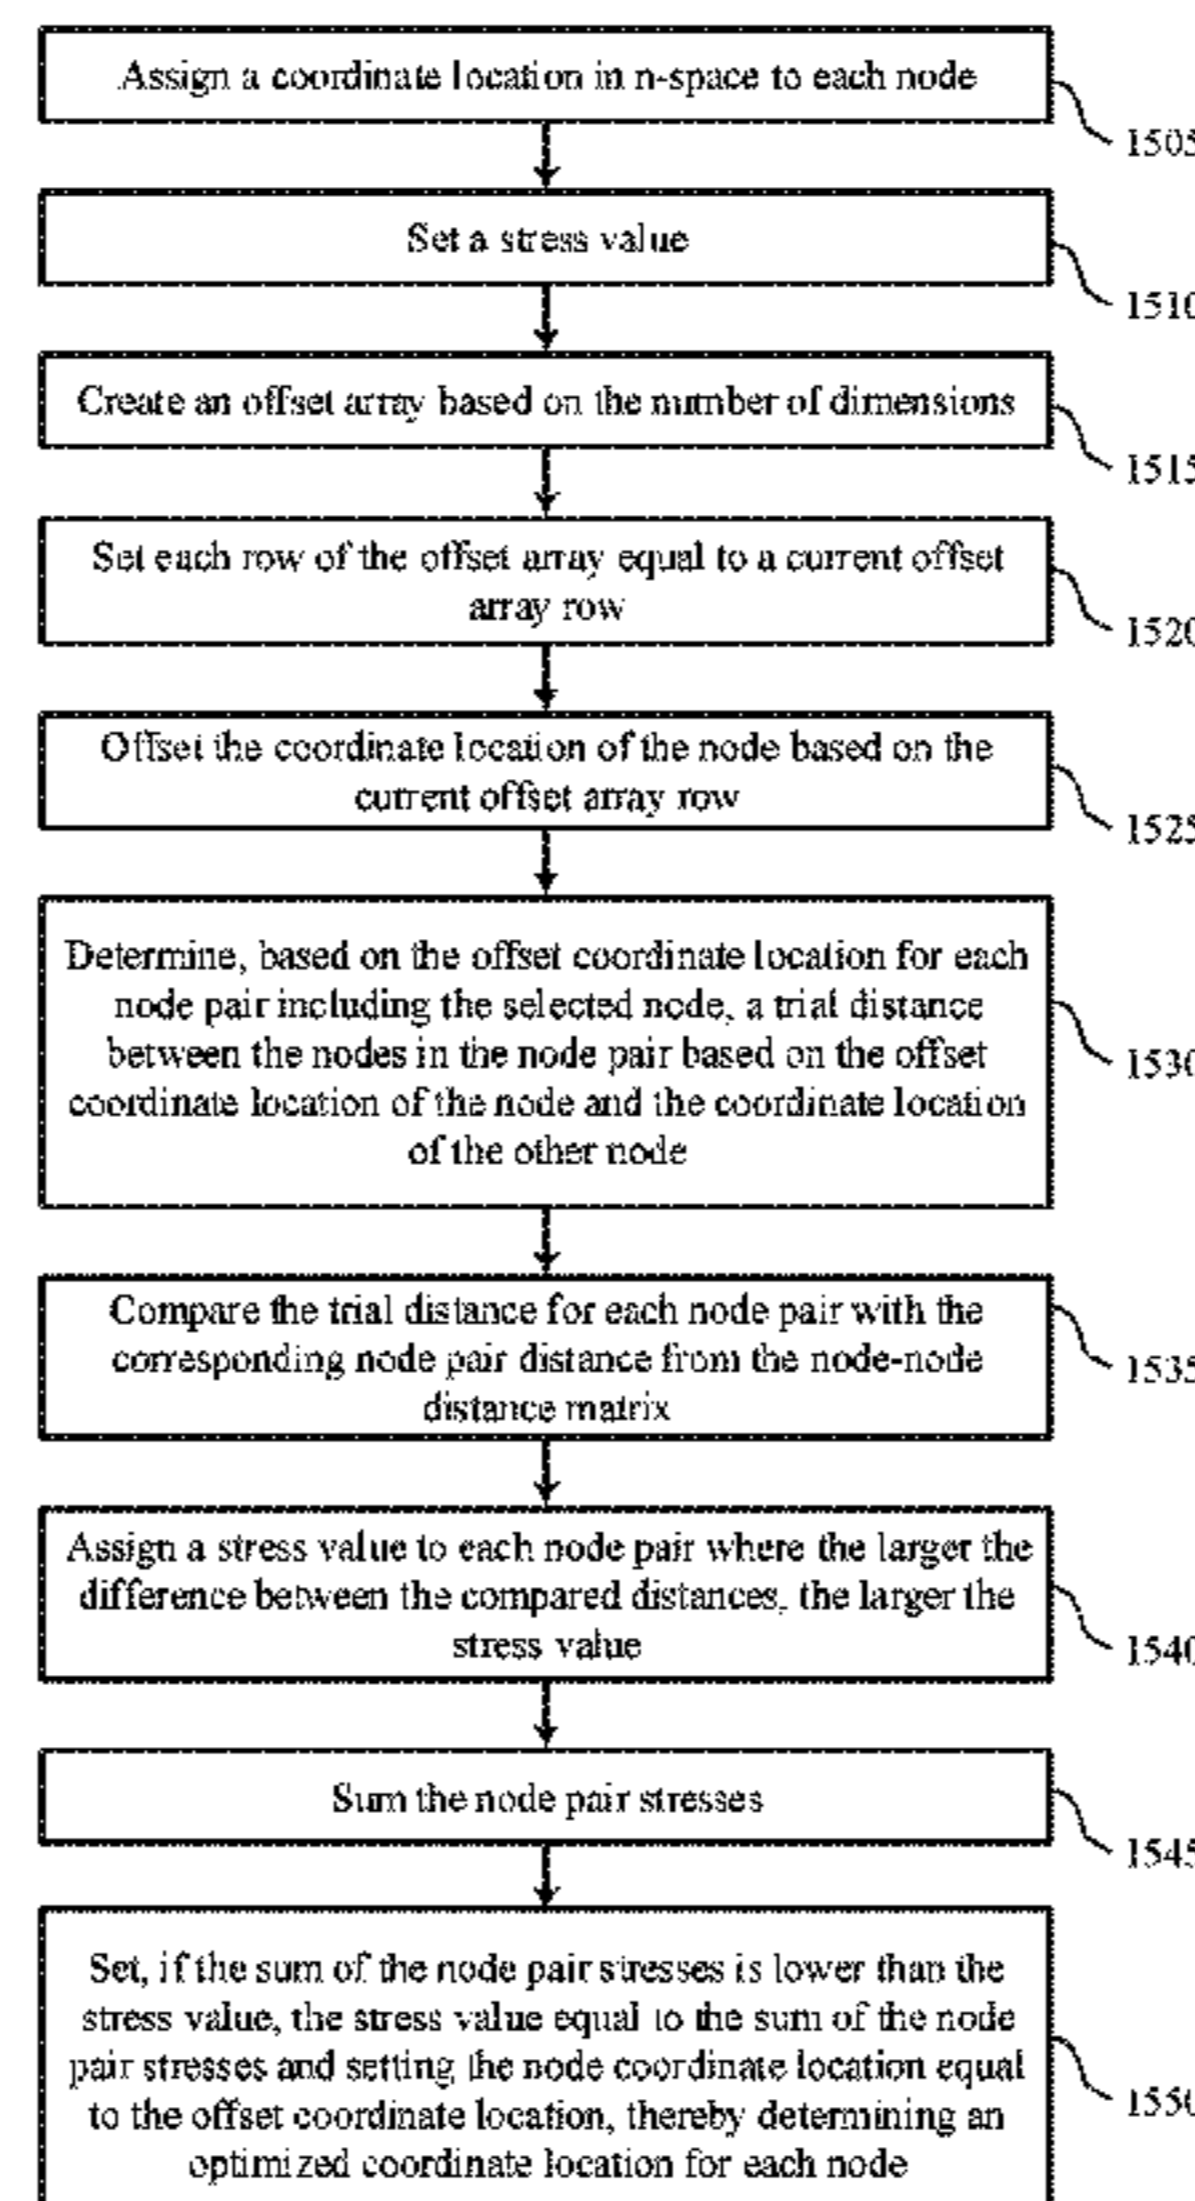 Assign a coordinate location in n-space to each node
1505
Set a stress value
1510
Create an offset array based on the number of dimensions
1515
Set each row of the offset array equal to a current offset
array row
1520
Offset the coordinate location of the node based on the
current offset array row
1525
Determine, based on the offset coordinate location for each
node pair including the selected node, a trial distance
between the nodes in the node pair based on the offset
coordinate location of the node and the coordinate location
of the other node
1530
Compare the trial distance for each node pair with the
corresponding node pair distance from the node-node
distance matrix
1535
Assign a stress value to each node pair where the larger the
difference between the compared distances, the larger the
stress value
1540
Sum the node pair stresses
1545
Set, if the sum of the node pair stresses is lower than the
stress value, the stress value equal to the sum of the node
pair stresses and setting the node coordinate location equal
to the offset coordinate location, thereby determining an
optimized coordinate location for each node
1550